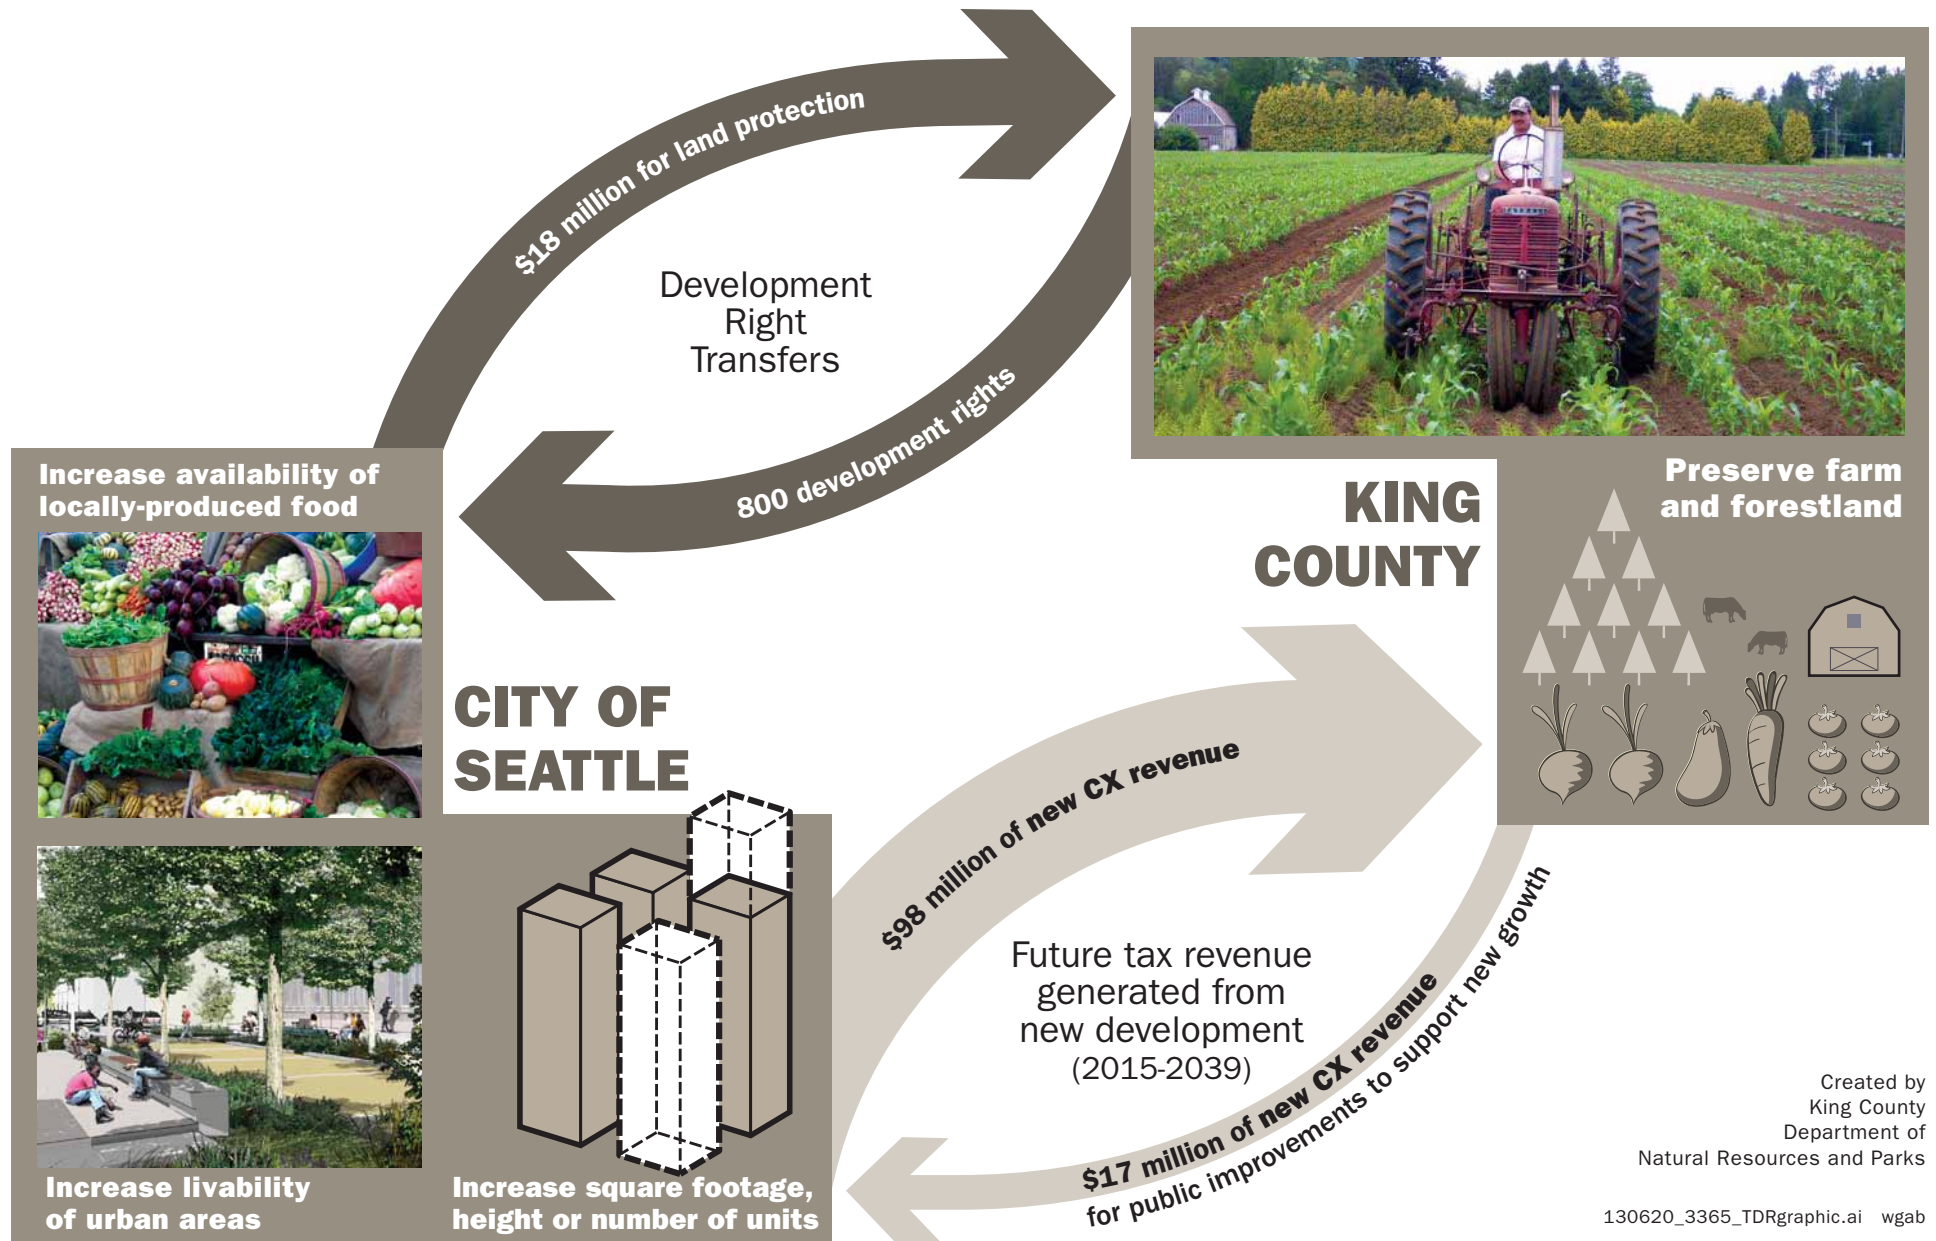 $18 million for land protection
Development
Right
Transfers
800 development rights
Increase availability of
locally-produced food
CITY OF
SEATTLE
Increase livability
of urban areas
Increase square footage,
height or number of units
KING
COUNTY
Preserve farm
and forestland
$98 million of new CX revenue
Future tax revenue
generated from
new development
(2015-2039)
$17 million of new CX revenue
for public improvements to support new growth
Created by
King County
Department of
Natural Resources and Parks
130620_3365_TDRgraphic.ai wgab